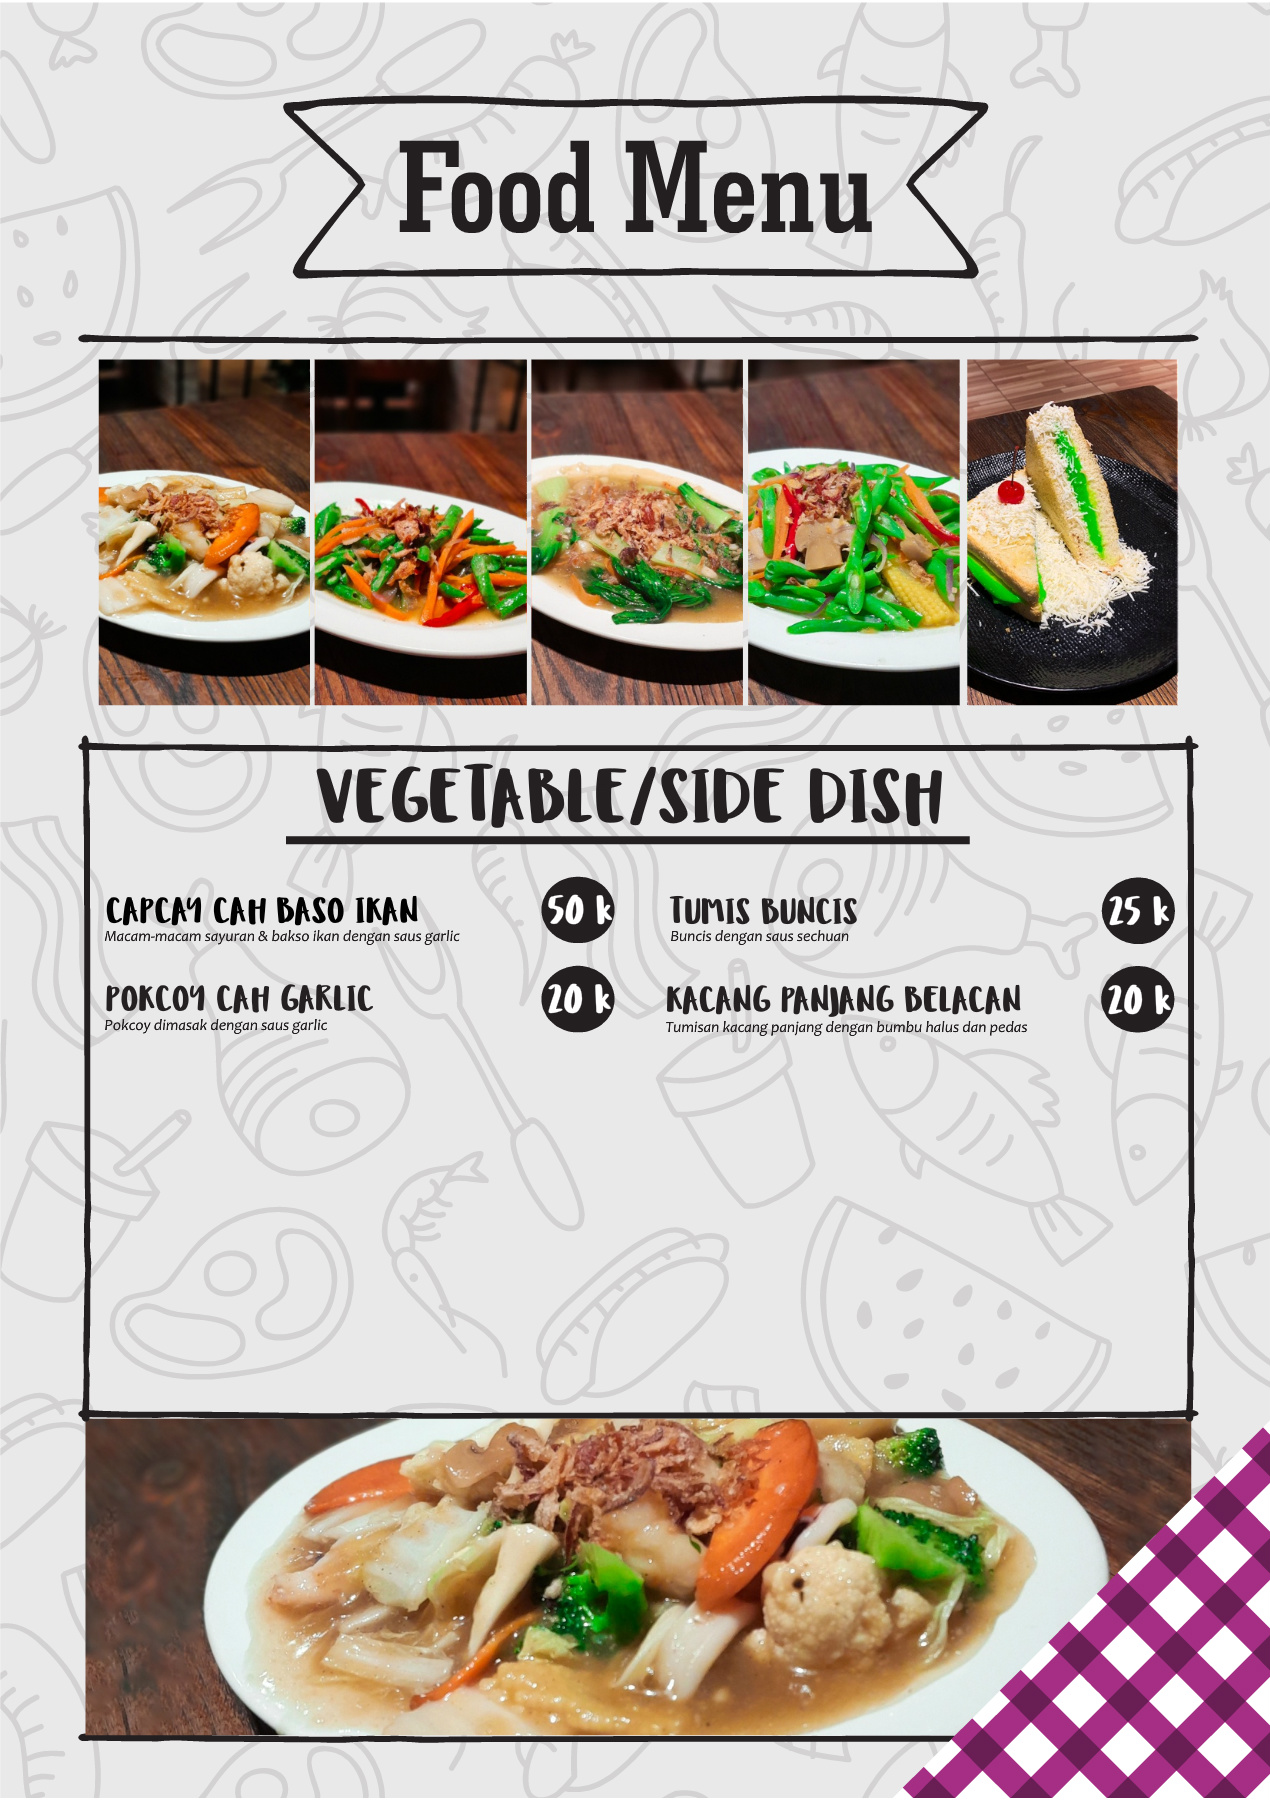 Food Menu
VEGETABLE/SIDE DISH
CAPCAY CAH BASO IKAN 50 k
Macam-macam sayuran & bakso ikan dengan saus garlic
POKCOY CAH GARLIC 20 k
Pokcoy dimasak dengan saus garlic
TUMIS BUNCIS 25 k
Buncis dengan saus sechuan
KACANG PANJANG BELACAN 20 k
Tumisan kacang panjang dengan bumbu halus dan pedas